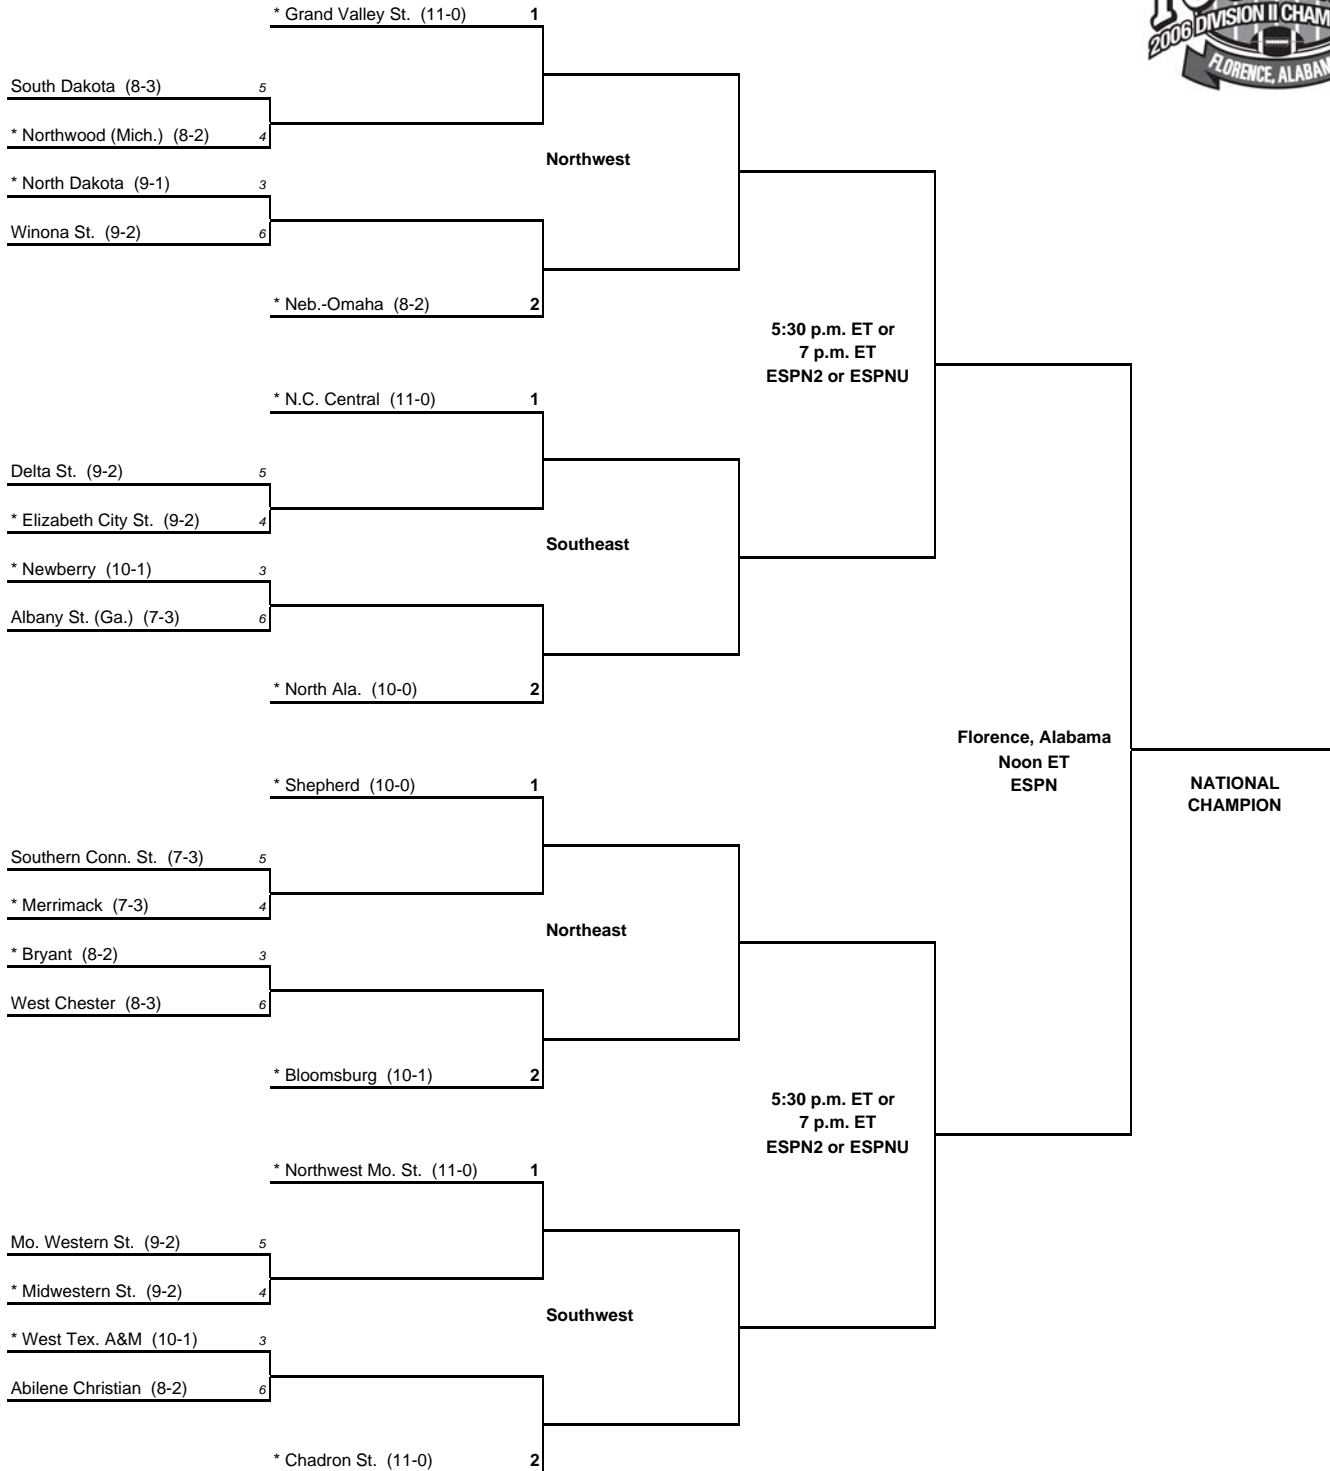 * Grand Valley St. (11-0) 1
2006 DIVISION II
FLORENCE,
South Dakota (8-3) 5
* Northwood (Mich.) (8-2) 4
Northwest
* North Dakota (9-1) 3
Winona St. (9-2) 6
* Neb.-Omaha (8-2) 2
5:30 p.m. ET or
7 p.m. ET
ESPN2 or ESPNU
* N.C. Central (11-0) 1
Delta St. (9-2) 5
* Elizabeth City St. (9-2) 4
Southeast
* Newberry (10-1) 3
Albany St. (Ga.) (7-3) 6
* North Ala. (10-0) 2
Florence, Alabama
Noon ET
ESPN
NATIONAL
CHAMPION
* Shepherd (10-0) 1
Southern Conn. St. (7-3) 5
* Merrimack (7-3) 4
Northeast
* Bryant (8-2) 3
West Chester (8-3) 6
* Bloomsburg (10-1) 2
5:30 p.m. ET or
7 p.m. ET
ESPN2 or ESPNU
* Northwest Mo. St. (11-0) 1
Mo. Western St. (9-2) 5
* Midwestern St. (9-2) 4
Southwest
* West Tex. A&M (10-1) 3
Abilene Christian (8-2) 6
* Chadron St. (11-0) 2